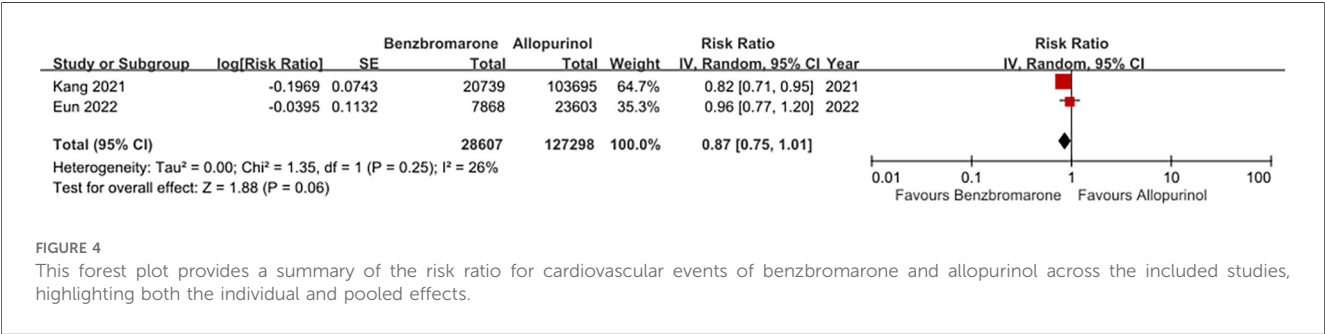 Benzbromarone Allopurinol Risk Ratio Risk Ratio
Study or Subgroup log[Risk Ratio] SE Total Total Weight IV, Random, 95% CI Year IV, Random, 95% CI
Kang 2021 -0.1969 0.0743 20739 103695 64.7% 0.82 [0.71, 0.95] 2021
Eun 2022 -0.0395 0.1132 7868 23603 35.3% 0.96 [0.77, 1.20] 2022
Total (95% CI) 28607 127298 100.0% 0.87 [0.75, 1.01]
Heterogeneity: Tau² = 0.00; Chi² = 1.35, df = 1 (P = 0.25); I² = 26%
Test for overall effect: Z = 1.88 (P = 0.06)
0.01 0.1 1 10 100
Favours Benzbromarone Favours Allopurinol
FIGURE 4
This forest plot provides a summary of the risk ratio for cardiovascular events of benzbromarone and allopurinol across the included studies,
highlighting both the individual and pooled effects.